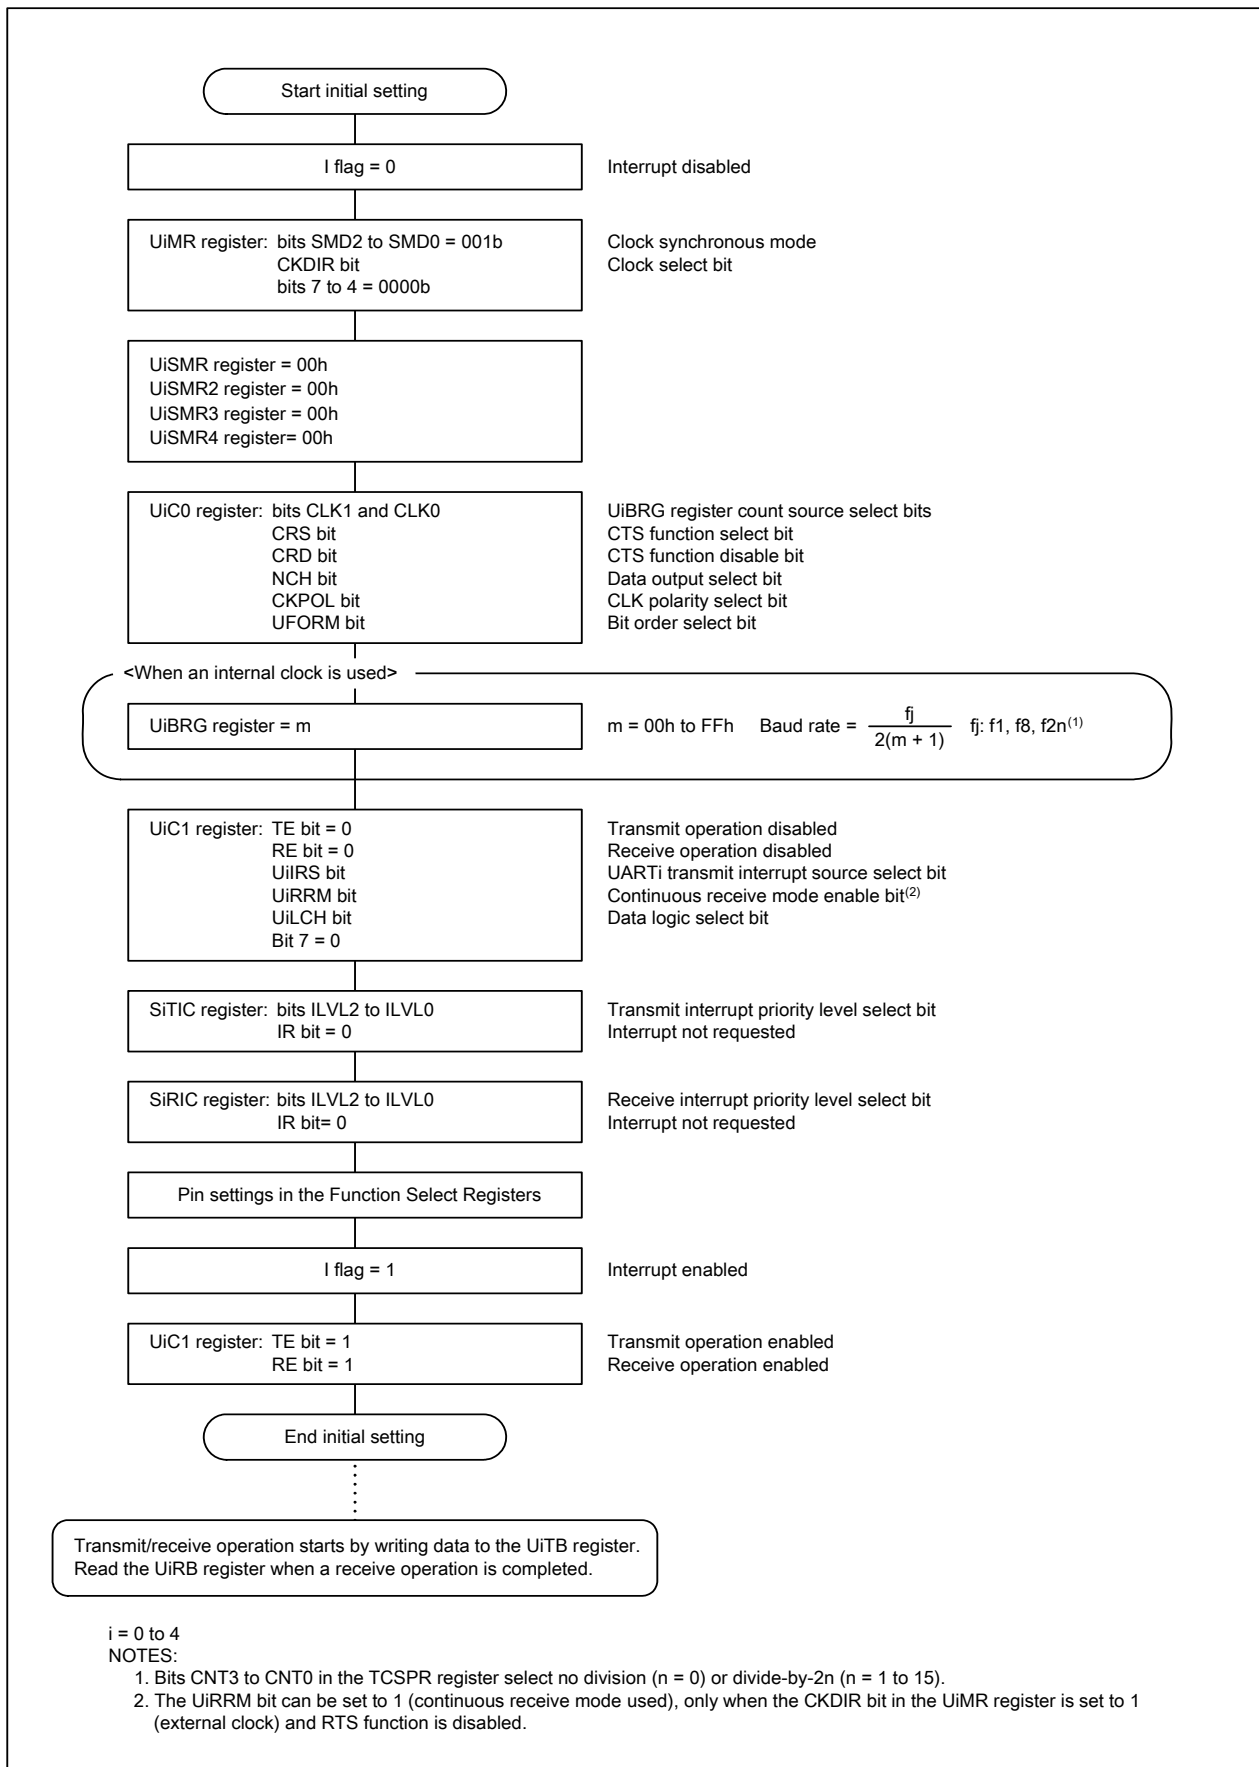 Start initial setting
I flag = 0 Interrupt disabled
UiMR register: bits SMD2 to SMD0 = 001b Clock synchronous mode
CKDIR bit Clock select bit
bits 7 to 4 = 0000b
UiSMR register = 00h
UiSMR2 register = 00h
UiSMR3 register = 00h
UiSMR4 register= 00h
UiC0 register: bits CLK1 and CLK0 UiBRG register count source select bits
CRS bit CTS function select bit
CRD bit CTS function disable bit
NCH bit Data output select bit
CKPOL bit CLK polarity select bit
UFORM bit Bit order select bit
<When an internal clock is used>
UiBRG register = m m = 00h to FFh Baud rate = fj / 2(m + 1) fj: f1, f8, f2n(1)
UiC1 register: TE bit = 0 Transmit operation disabled
RE bit = 0 Receive operation disabled
UiIRS bit UARTi transmit interrupt source select bit
UiRRM bit Continuous receive mode enable bit(2)
UiLCH bit Data logic select bit
Bit 7 = 0
SiTIC register: bits ILVL2 to ILVL0 Transmit interrupt priority level select bit
IR bit = 0 Interrupt not requested
SiRIC register: bits ILVL2 to ILVL0 Receive interrupt priority level select bit
IR bit= 0 Interrupt not requested
Pin settings in the Function Select Registers
I flag = 1 Interrupt enabled
UiC1 register: TE bit = 1 Transmit operation enabled
RE bit = 1 Receive operation enabled
End initial setting
Transmit/receive operation starts by writing data to the UiTB register.
Read the UiRB register when a receive operation is completed.
i = 0 to 4
NOTES:
1. Bits CNT3 to CNT0 in the TCSPR register select no division (n = 0) or divide-by-2n (n = 1 to 15).
2. The UiRRM bit can be set to 1 (continuous receive mode used), only when the CKDIR bit in the UiMR register is set to 1
(external clock) and RTS function is disabled.